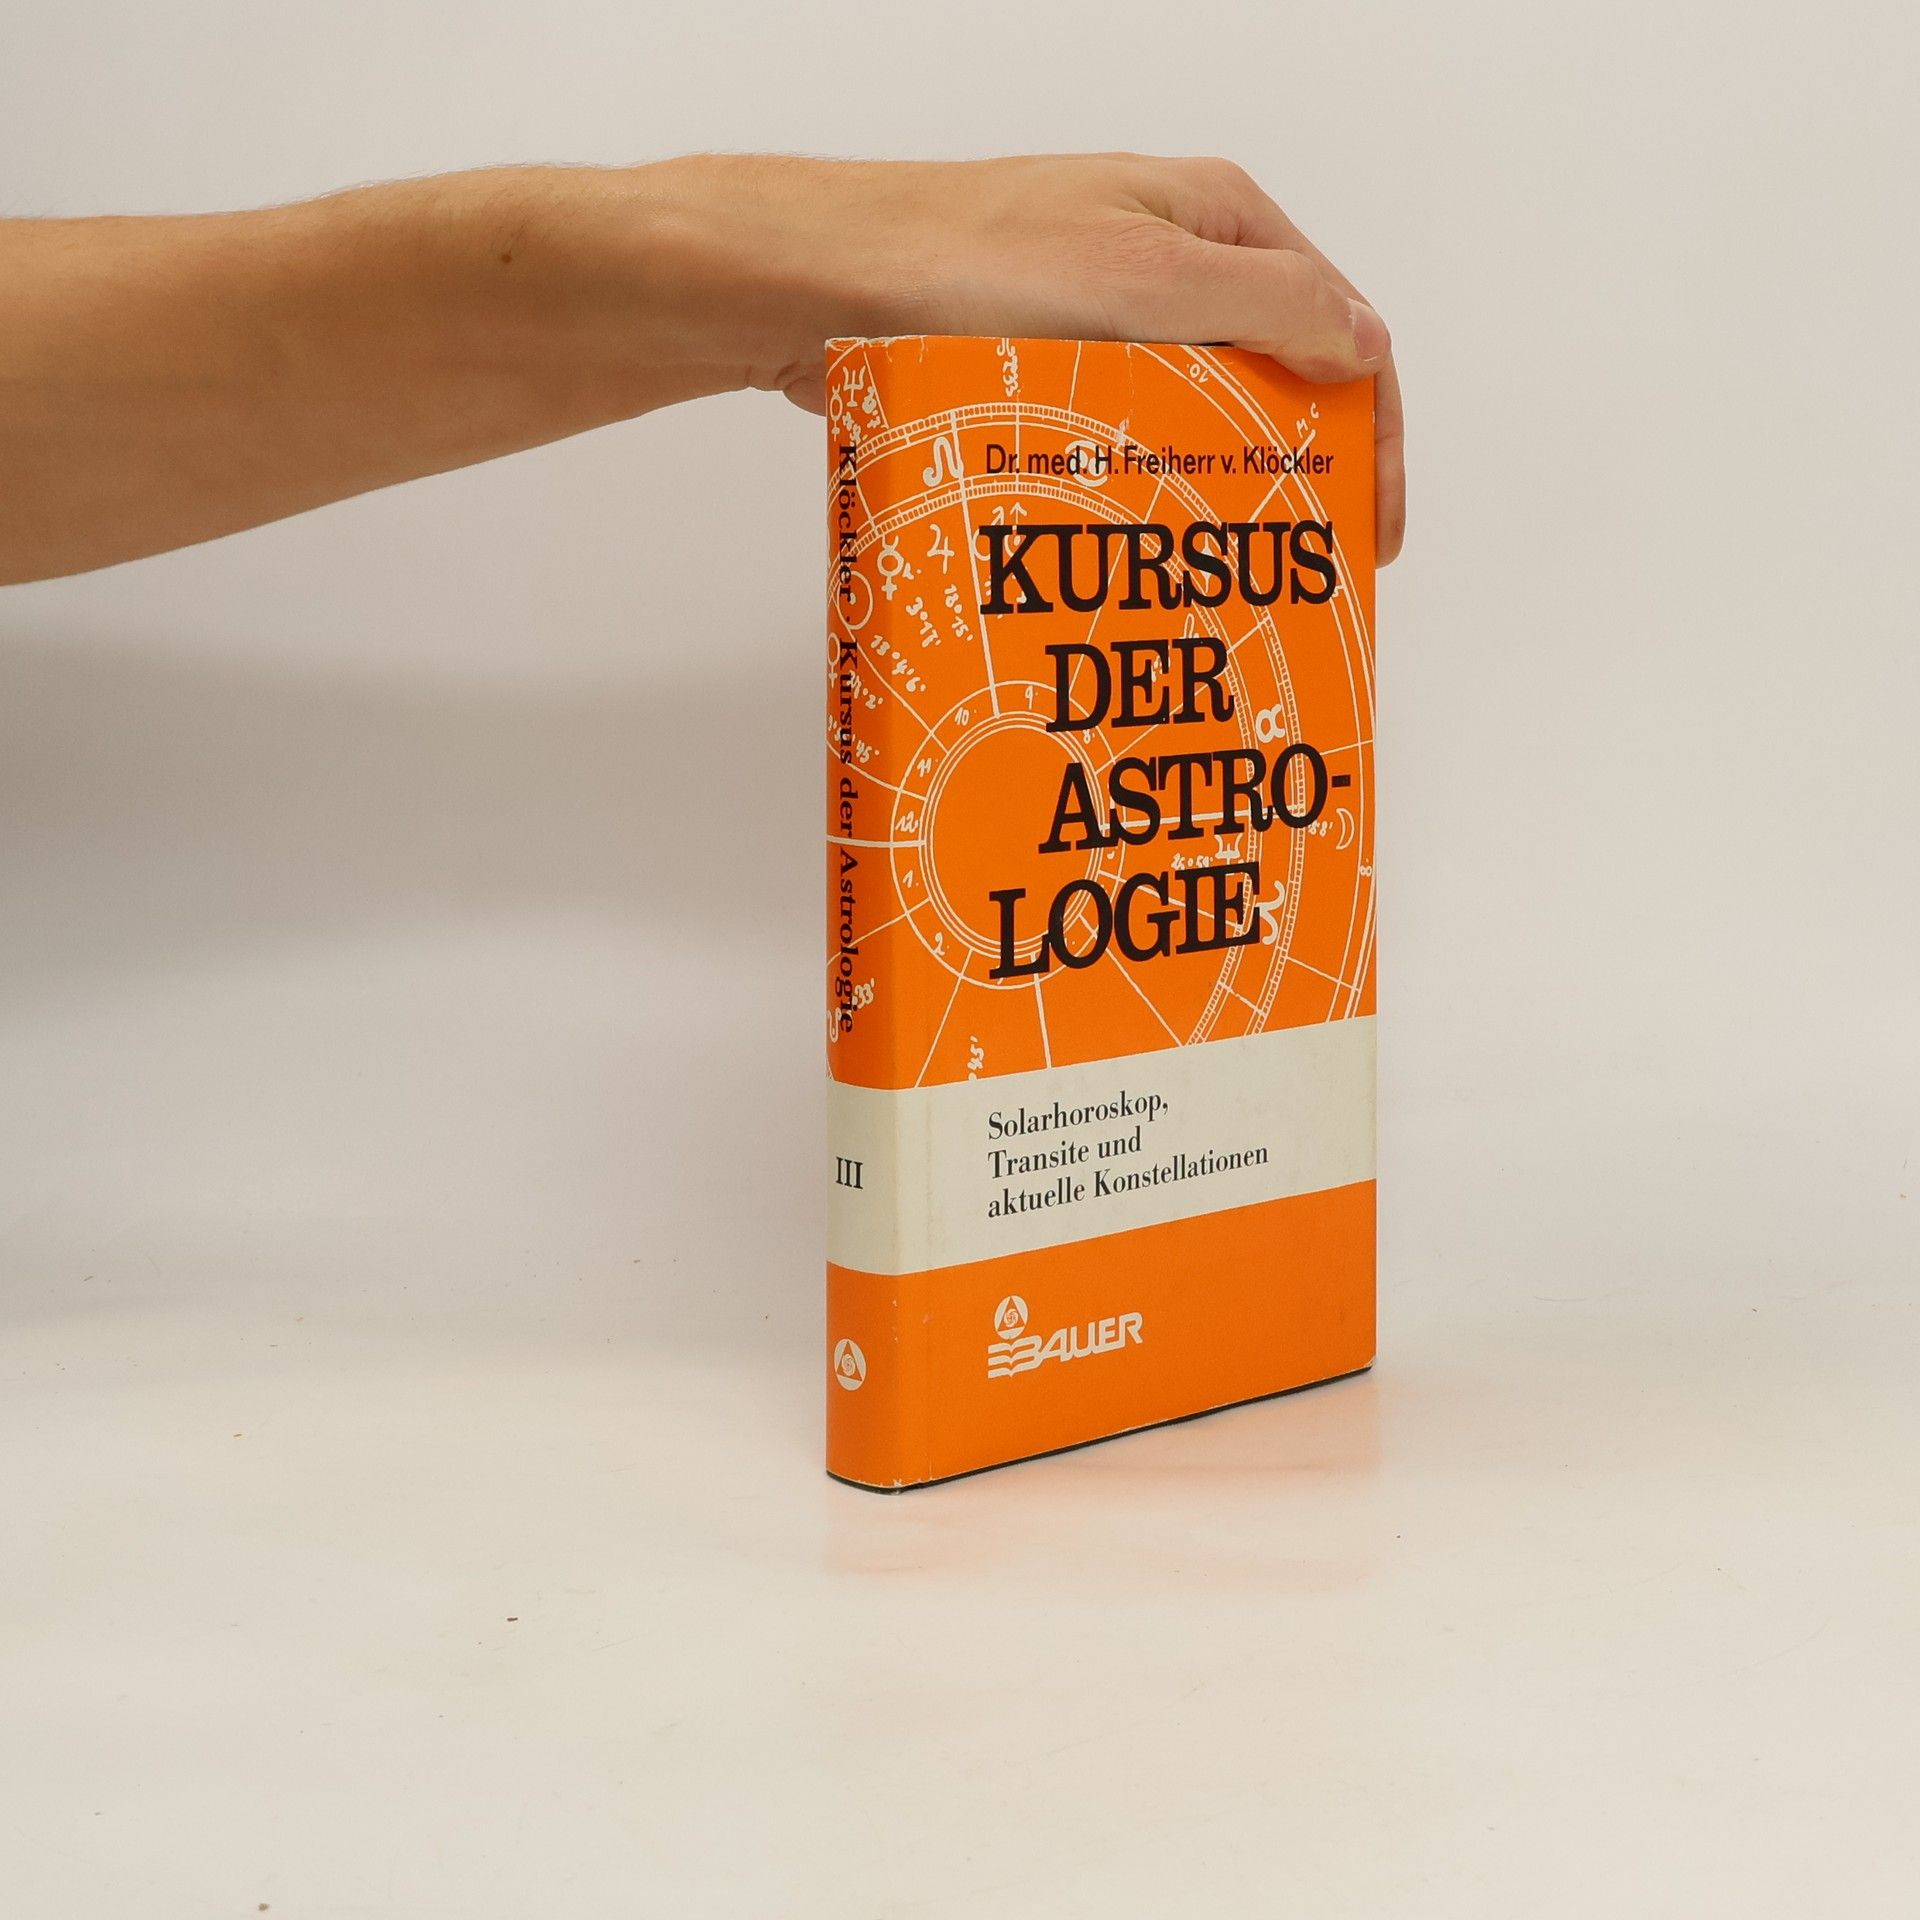 Dr. med. H. Freiherr v. Klöckler
KURSUS
DER
ASTRO-
LOGIE
Solarhoroskop,
Transite und
aktuelle Konstellationen
BAUER
Klöckler · Kursus der Astrologie
III